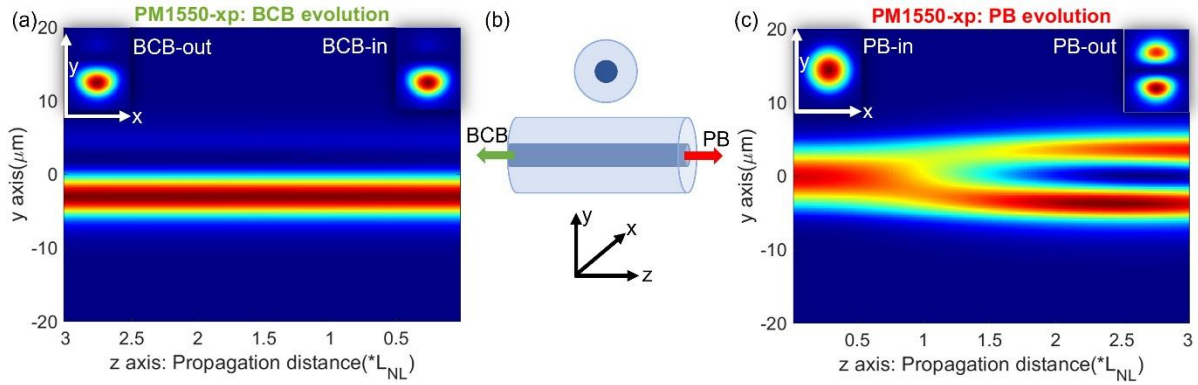 (a)
PM1550-xp: BCB evolution
20
10
0
-10
-20
y axis(μm)
BCB-out
BCB-in
y
x
3
2.5
2
1.5
1
0.5
z axis: Propagation distance(*L_NL)
(b)
BCB
PB
y
x
z
(c)
PM1550-xp: PB evolution
20
10
0
-10
-20
y axis(μm)
PB-in
PB-out
y
x
0.5
1
1.5
2
2.5
3
z axis: Propagation distance(*L_NL)